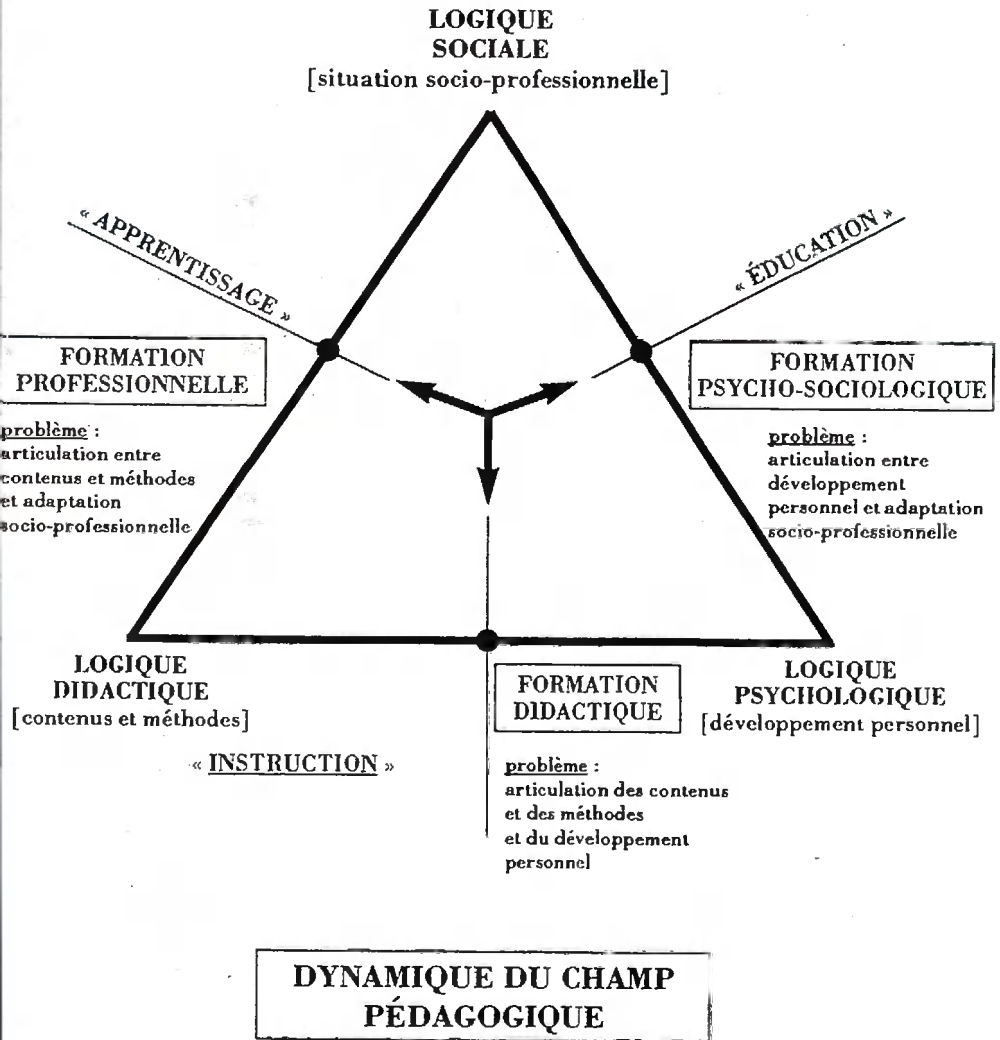 LOGIQUE
SOCIALE
[situation socio-professionnelle]
« APPRENTISSAGE »
« ÉDUCATION »
FORMATION
PROFESSIONNELLE
problème :
articulation entre
contenus et méthodes
et adaptation
socio-professionnelle
FORMATION
PSYCHO-SOCIOLOGIQUE
problème :
articulation entre
développement
personnel et adaptation
socio-professionnelle
LOGIQUE
DIDACTIQUE
[contenus et méthodes]
« INSTRUCTION »
FORMATION
DIDACTIQUE
problème :
articulation des contenus
et des méthodes
et du développement
personnel
LOGIQUE
PSYCHOLOGIQUE
[développement personnel]
DYNAMIQUE DU CHAMP
PÉDAGOGIQUE